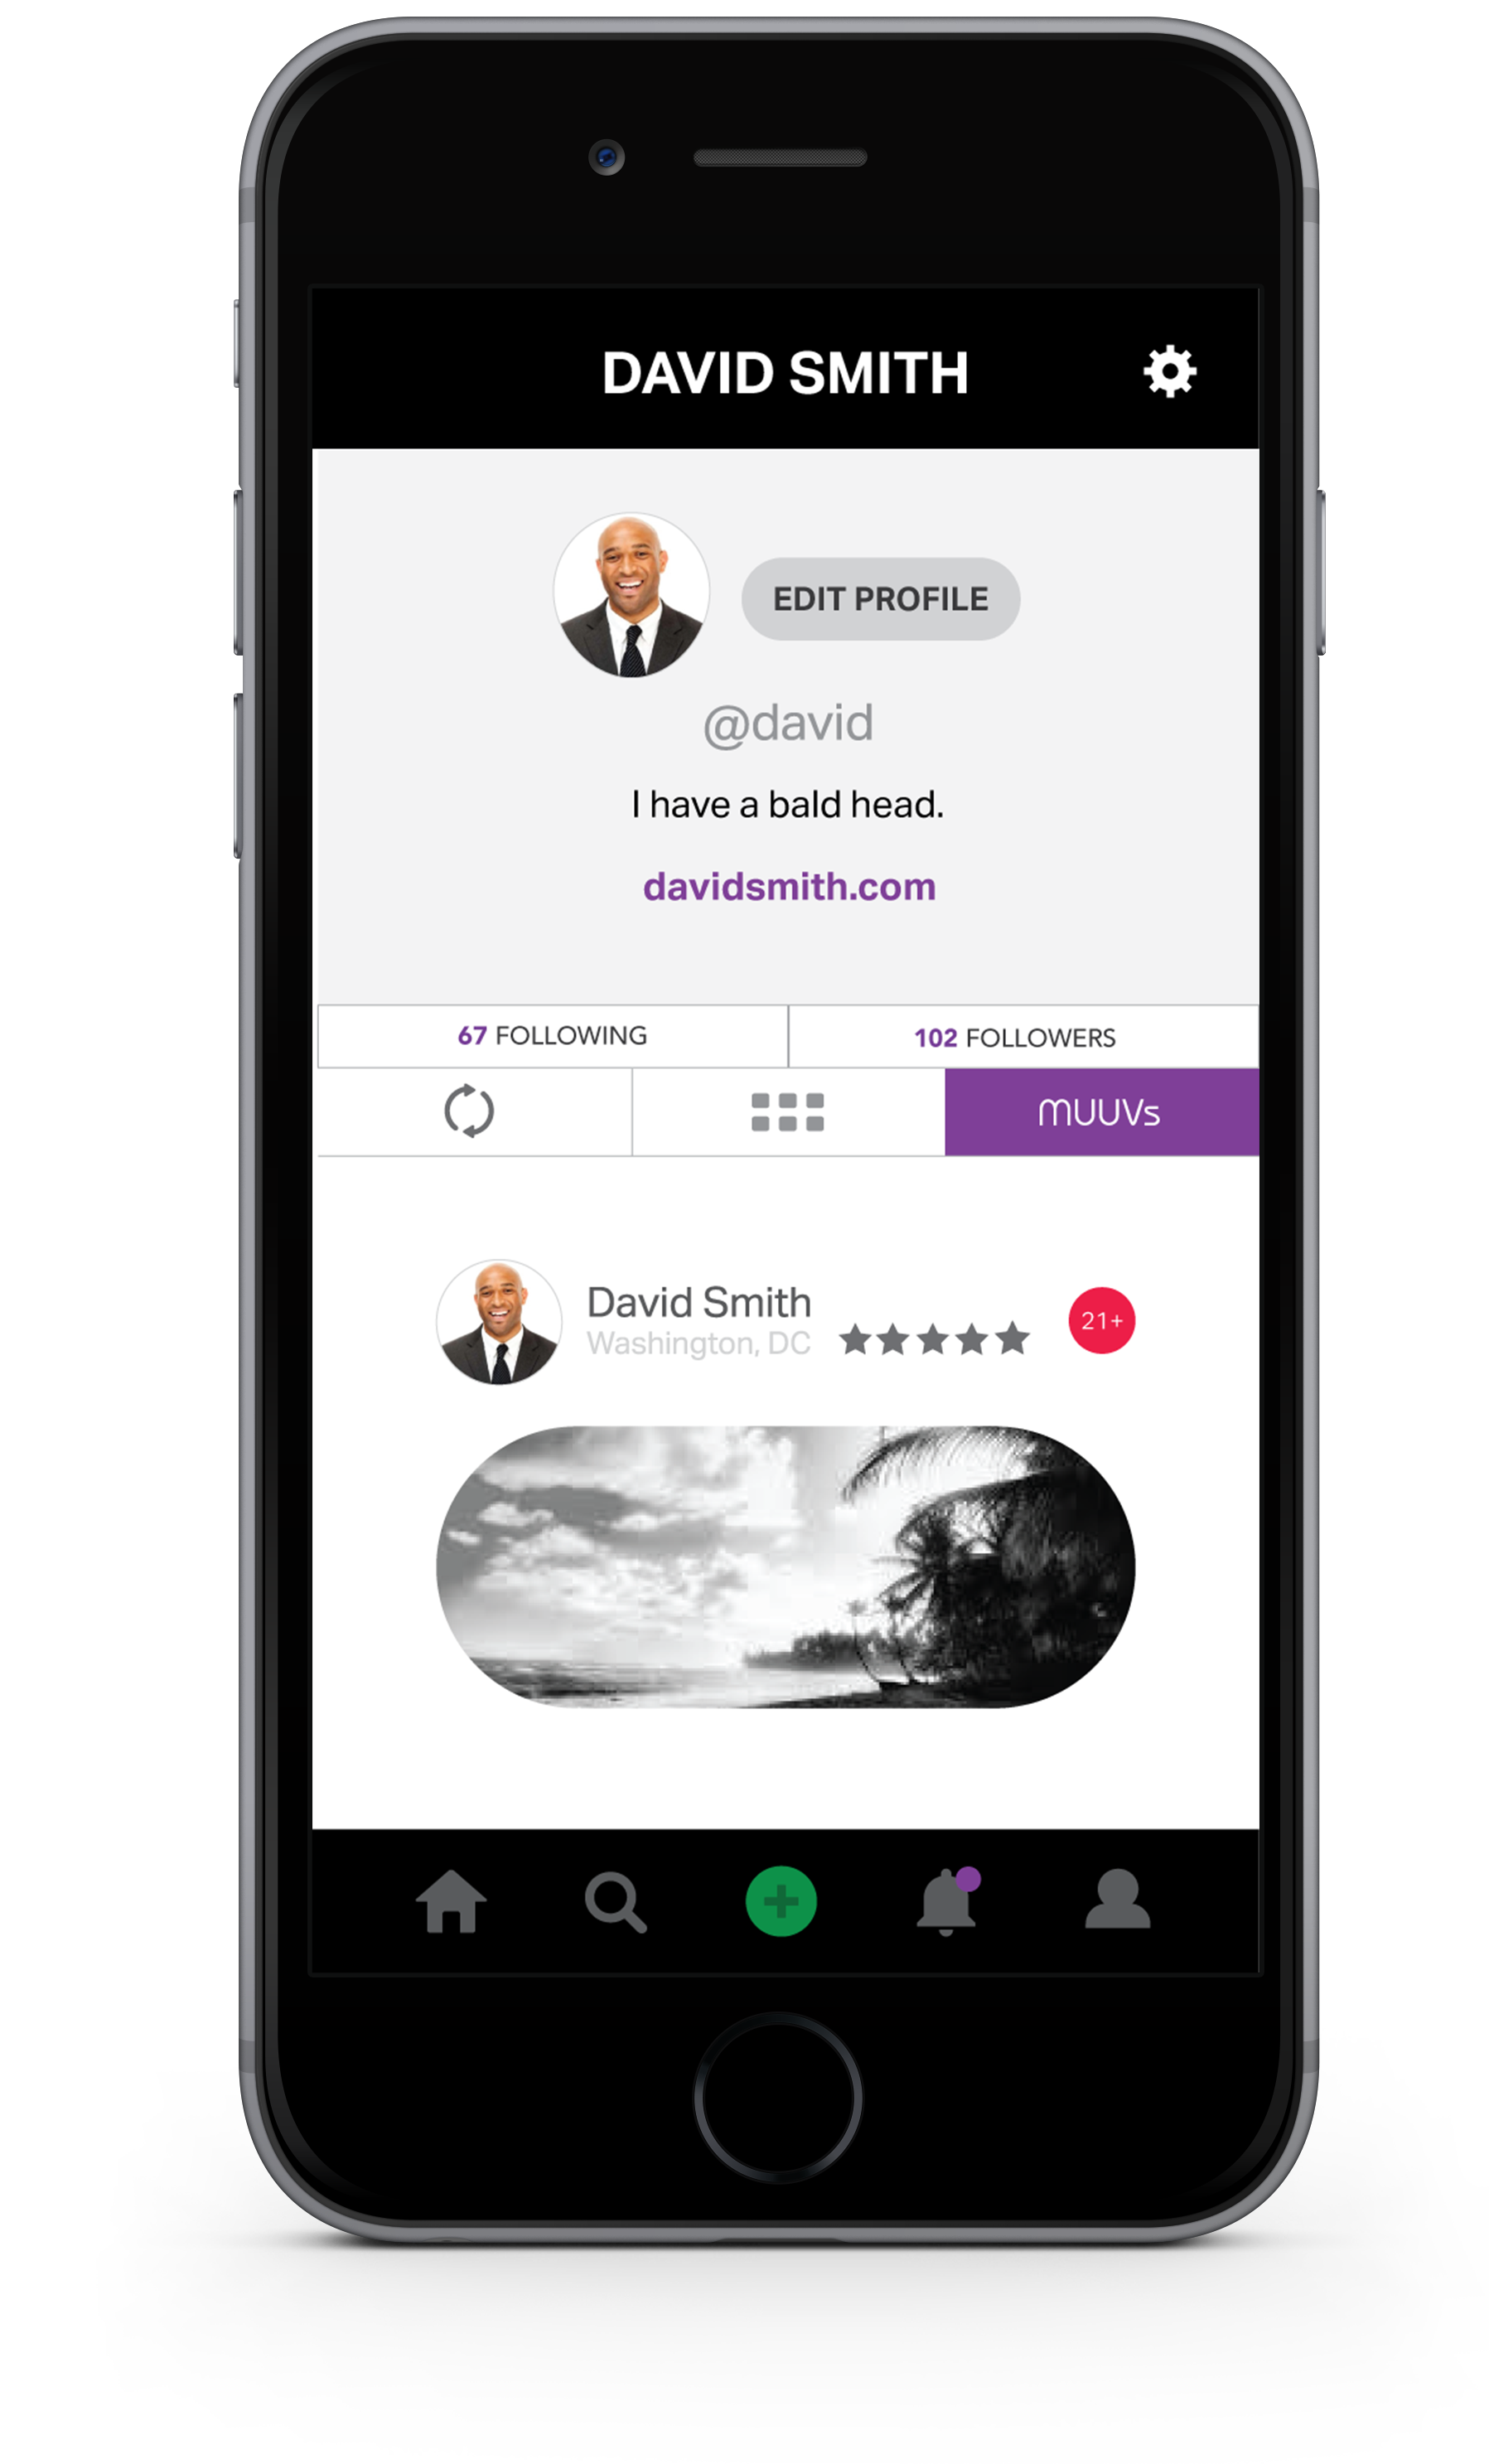 DAVID SMITH
EDIT PROFILE
@david
I have a bald head.
davidsmith.com
67 FOLLOWING
102 FOLLOWERS
MUUVs
David Smith
Washington, DC
21+